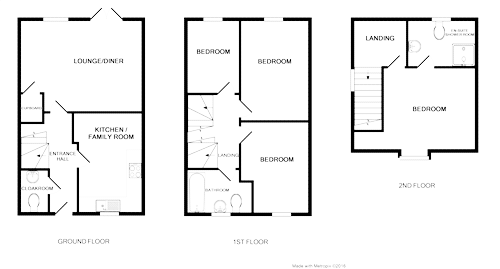 LOUNGE/DINER
KITCHEN /
FAMILY ROOM
ENTRANCE
HALL
CLOAKROOM
GROUND FLOOR
BEDROOM
BEDROOM
LANDING
BEDROOM
BATHROOM
1ST FLOOR
LANDING
EN-SUITE
SHOWER ROOM
BEDROOM
2ND FLOOR
Made with Metropix ©2018